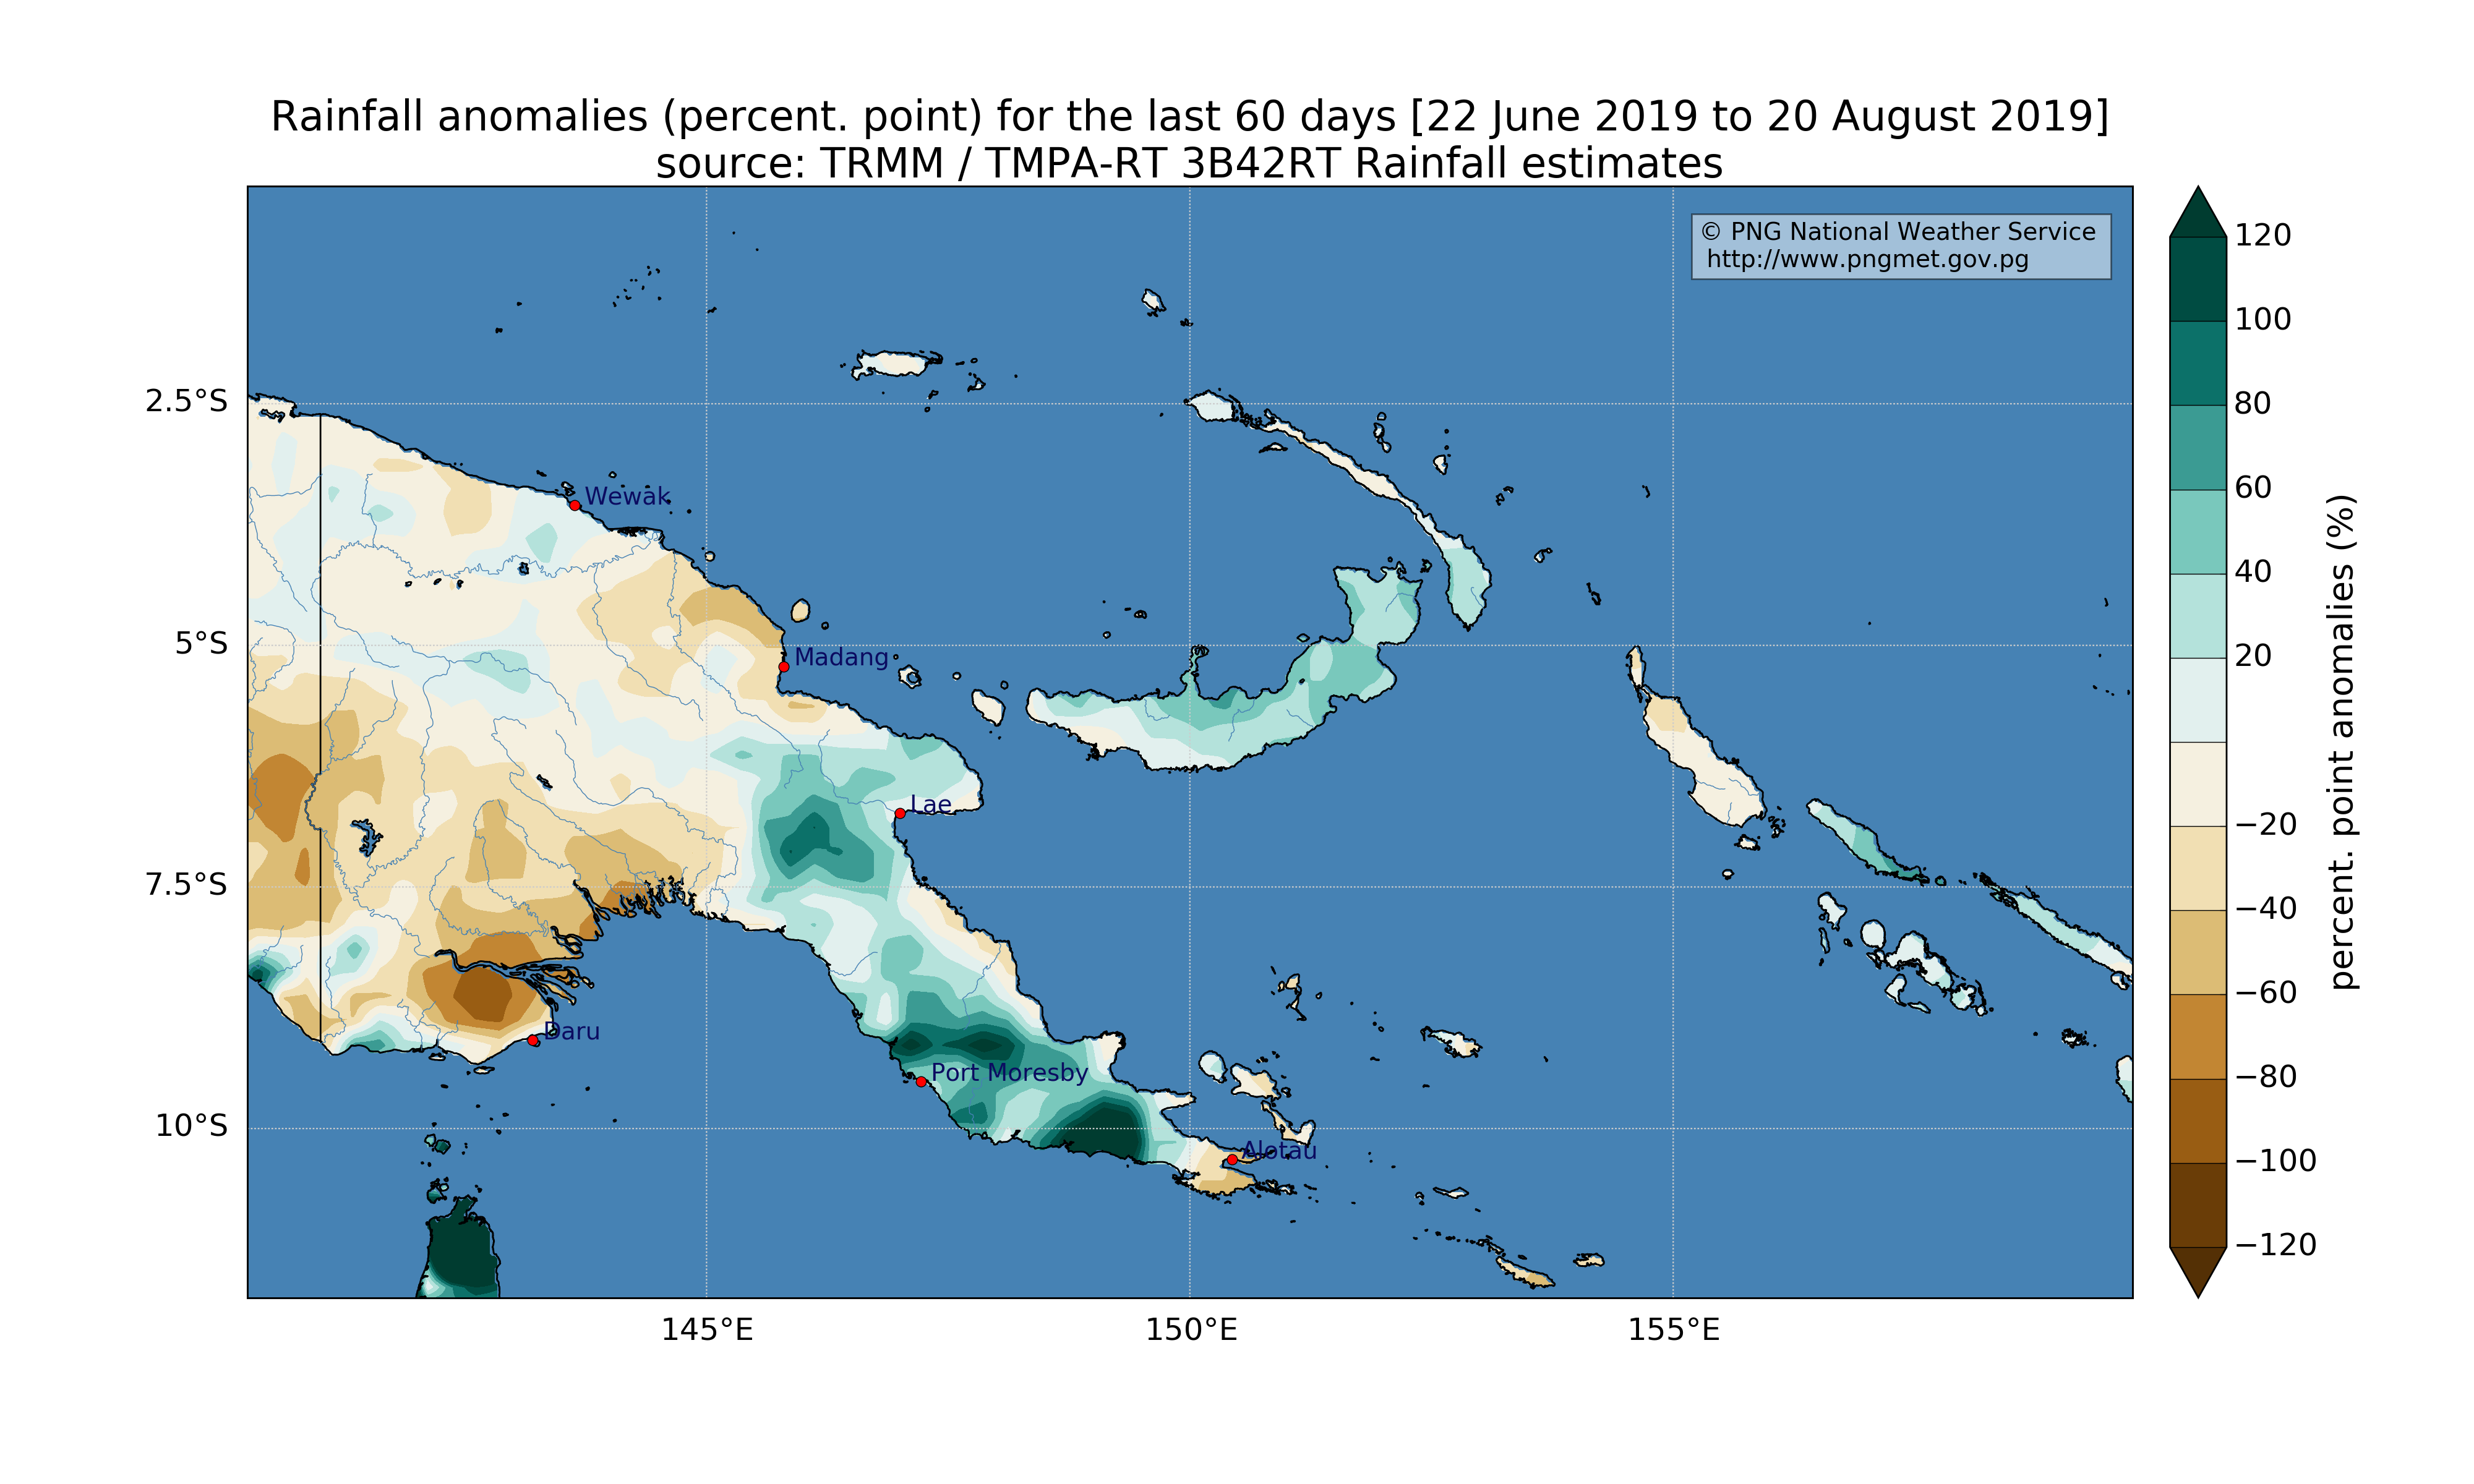 Rainfall anomalies (percent. point) for the last 60 days [22 June 2019 to 20 August 2019]
source: TRMM / TMPA-RT 3B42RT Rainfall estimates
© PNG National Weather Service
http://www.pngmet.gov.pg
120
100
80
60
40
20
−20
−40
−60
−80
−100
−120
percent. point anomalies (%)
2.5°S
5°S
7.5°S
10°S
Wewak
Madang
Lae
Daru
Port Moresby
Alotau
145°E
150°E
155°E